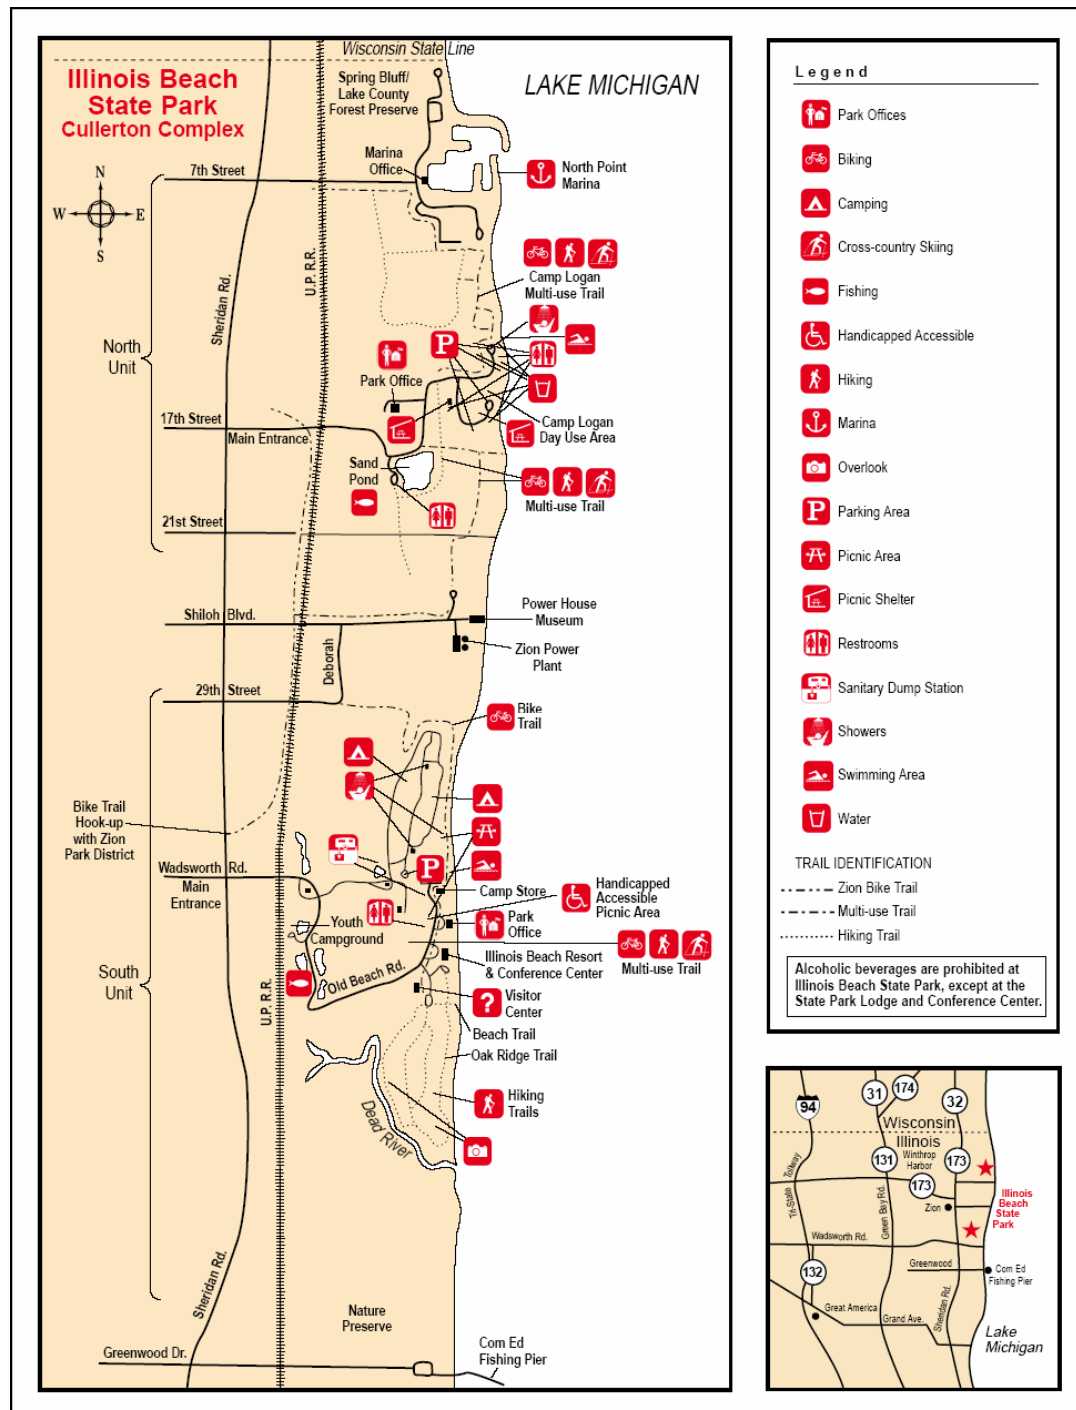 Illinois Beach
State Park
Cullerton Complex
Wisconsin State Line
Spring Bluff/
Lake County
Forest Preserve
LAKE MICHIGAN
Marina
Office
North Point
Marina
7th Street
N
W
E
S
Sheridan Rd.
U.P. R.R.
Camp Logan
Multi-use Trail
North
Unit
P
Park Office
17th Street
Main Entrance
Camp Logan
Day Use Area
Sand
Pond
Multi-use Trail
21st Street
Shiloh Blvd.
Power House
Museum
Deborah
Zion Power
Plant
29th Street
Bike
Trail
Bike Trail
Hook-up
with Zion
Park District
Wadsworth Rd.
Main
Entrance
P
Camp Store
Handicapped
Accessible
Picnic Area
Youth
Campground
Park
Office
Illinois Beach Resort
& Conference Center
Multi-use Trail
South
Unit
Old Beach Rd.
U.P. R.R.
?
Visitor
Center
Beach Trail
Oak Ridge Trail
Hiking
Trails
Dead River
Sheridan Rd.
Nature
Preserve
Greenwood Dr.
Com Ed
Fishing Pier
Legend
Park Offices
Biking
Camping
Cross-country Skiing
Fishing
Handicapped Accessible
Hiking
Marina
Overlook
P
Parking Area
Picnic Area
Picnic Shelter
Restrooms
Sanitary Dump Station
Showers
Swimming Area
Water
TRAIL IDENTIFICATION
Zion Bike Trail
Multi-use Trail
Hiking Trail
Alcoholic beverages are prohibited at
Illinois Beach State Park, except at the
State Park Lodge and Conference Center.
94
31
174
32
Wisconsin
Illinois
Winthrop
Harbor
131
173
173
Tri-State Tollway
Green Bay Rd.
Zion
Illinois
Beach
State
Park
Wadsworth Rd.
Greenwood
Com Ed
Fishing Pier
132
Great America
Grand Ave.
Sheridan Rd.
Lake
Michigan